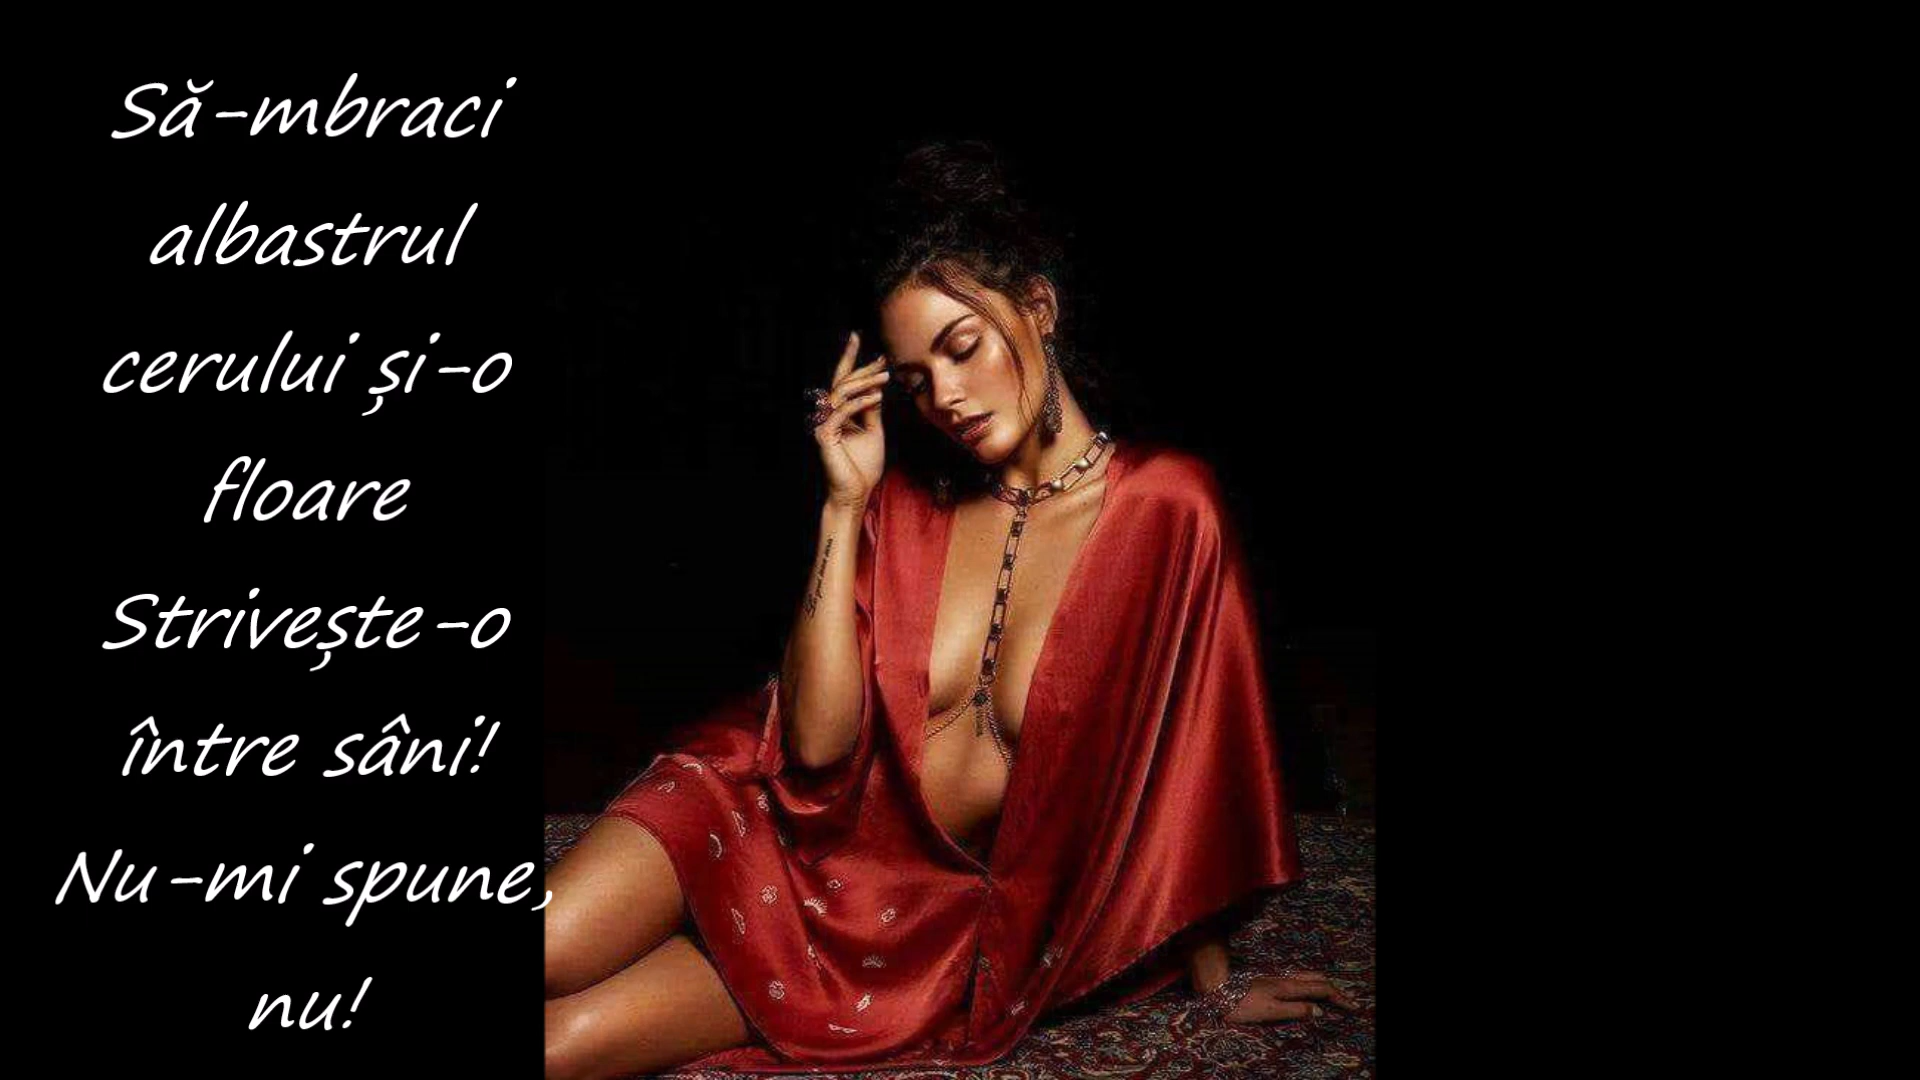 Să-mbraci
albastrul
cerului și-o
floare
Strivește-o
între sâni!
Nu-mi spune,
nu!